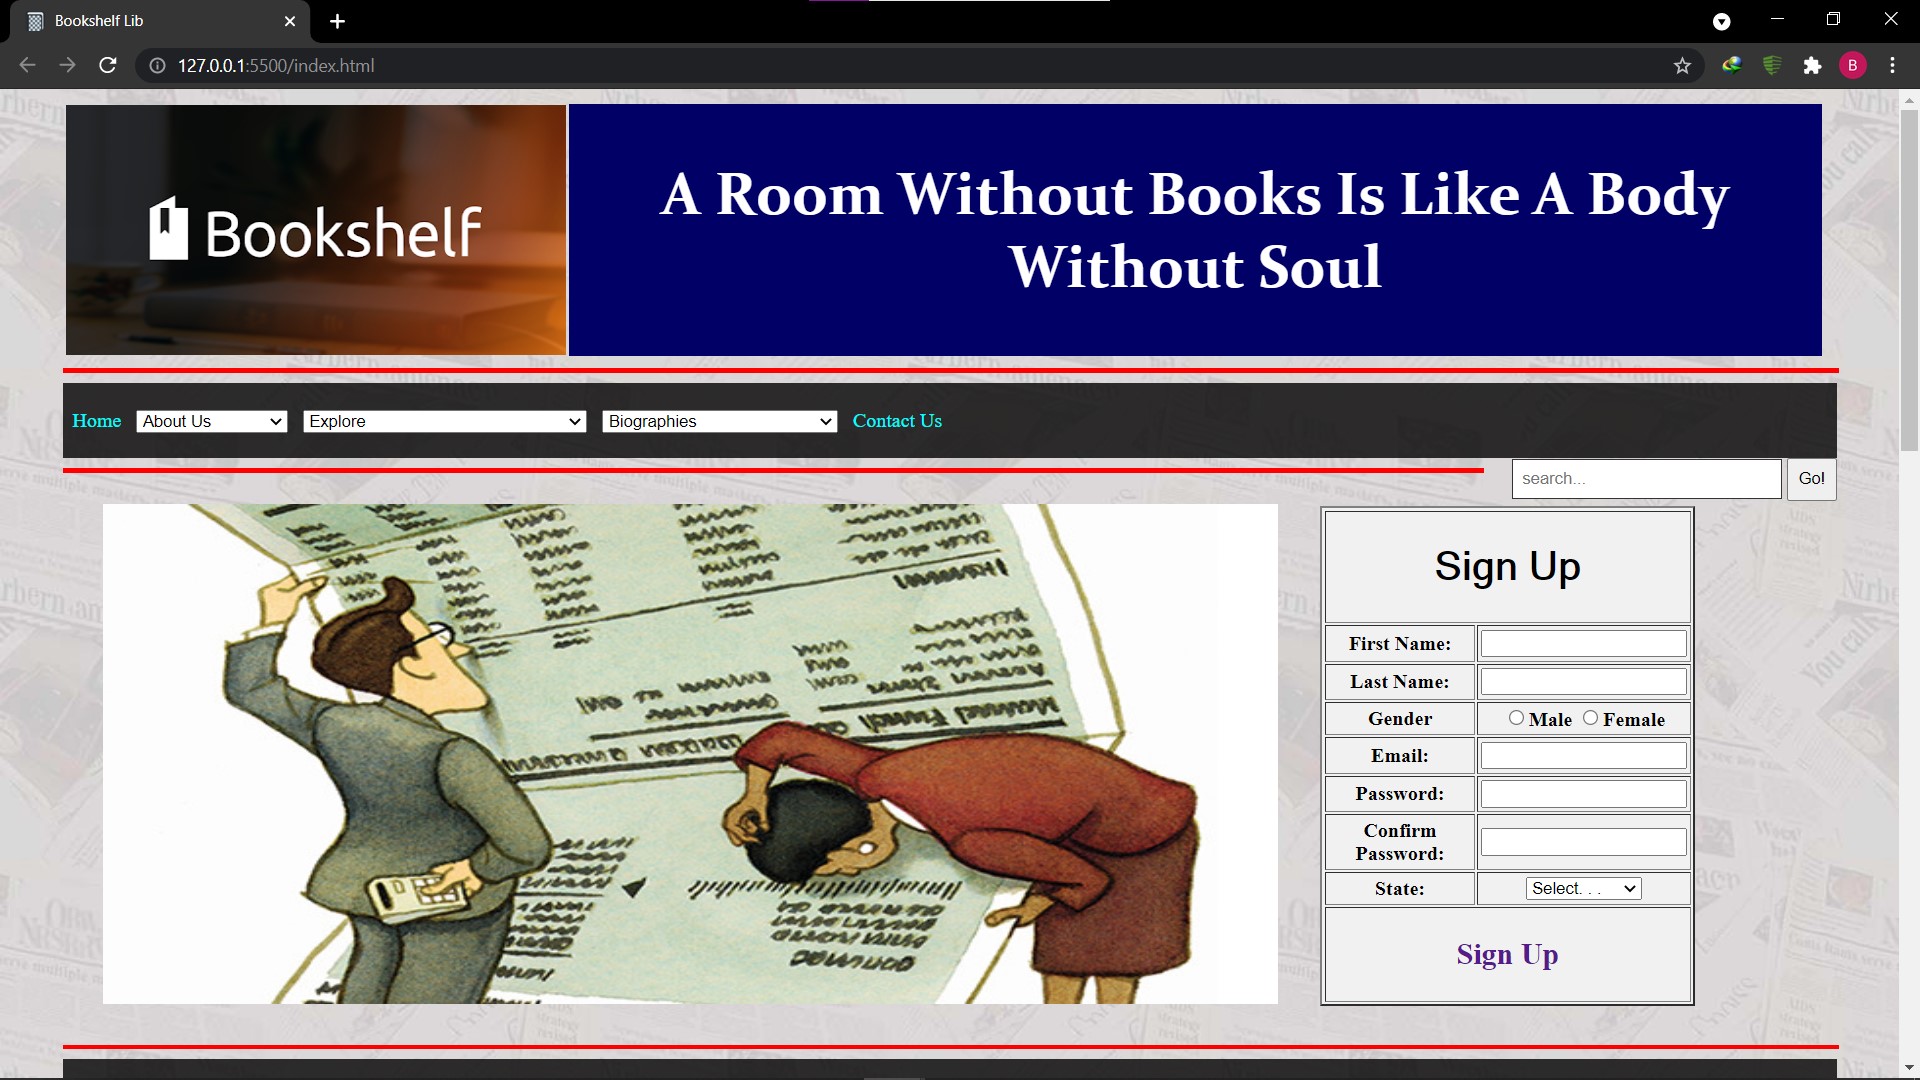 Bookshelf Lib
127.0.0.1:5500/index.html
B
Bookshelf
A Room Without Books Is Like A Body
Without Soul
Home About Us Explore Biographies Contact Us
search... Go!
Sign Up
First Name:
Last Name:
Gender Male Female
Email:
Password:
Confirm
Password:
State: Select. . .
Sign Up